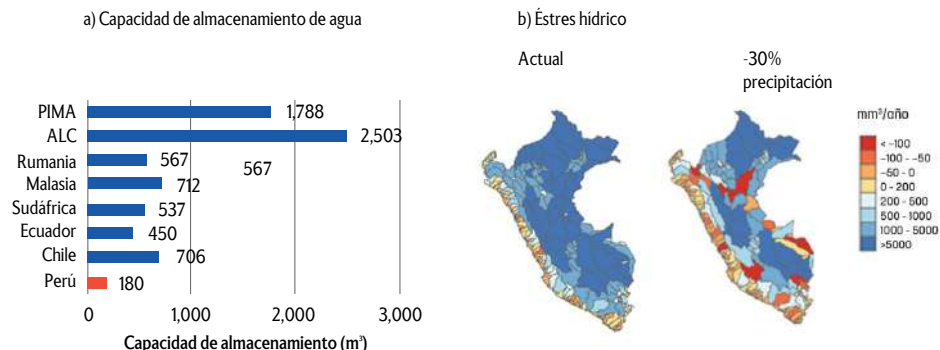 a) Capacidad de almacenamiento de agua
PIMA 1,788
ALC 2,503
Rumania 567
567
Malasia 712
Sudáfrica 537
Ecuador 450
Chile 706
Perú 180
0 1,000 2,000 3,000
Capacidad de almacenamiento (m³)
b) Éstres hídrico
Actual
-30%
precipitación
mm³/año
< -100
-100 - -50
-50 - 0
0 - 200
200 - 500
500 - 1000
1000 - 5000
>5000